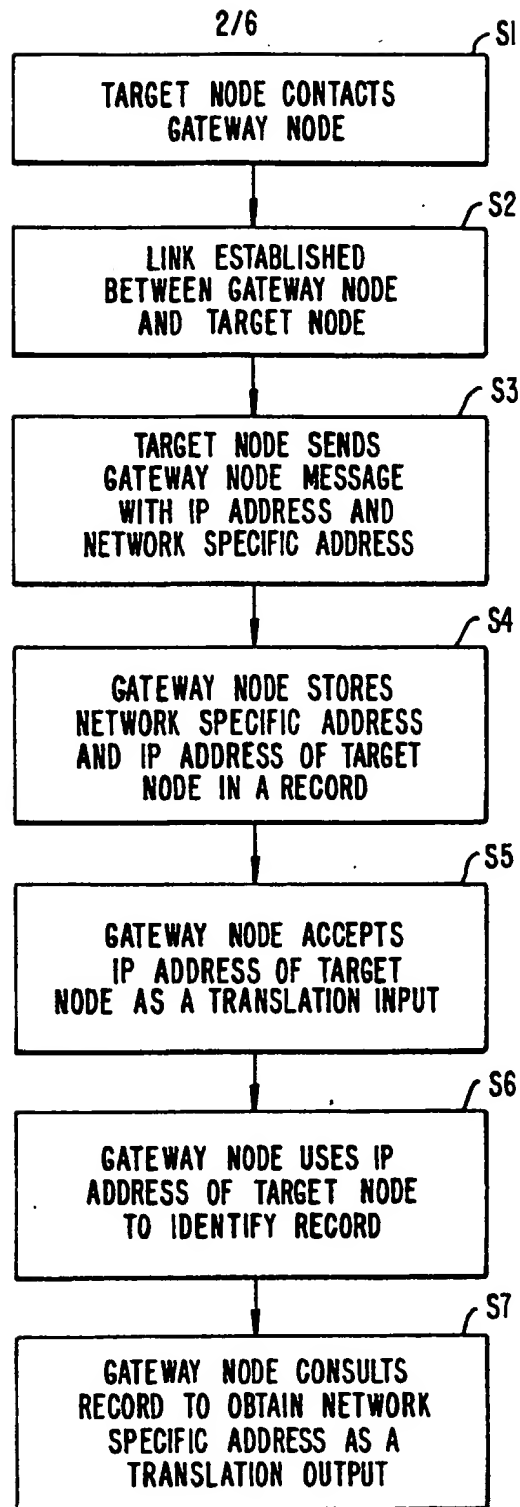 2/6
S1
TARGET NODE CONTACTS
GATEWAY NODE
S2
LINK ESTABLISHED
BETWEEN GATEWAY NODE
AND TARGET NODE
S3
TARGET NODE SENDS
GATEWAY NODE MESSAGE
WITH IP ADDRESS AND
NETWORK SPECIFIC ADDRESS
S4
GATEWAY NODE STORES
NETWORK SPECIFIC ADDRESS
AND IP ADDRESS OF TARGET
NODE IN A RECORD
S5
GATEWAY NODE ACCEPTS
IP ADDRESS OF TARGET
NODE AS A TRANSLATION INPUT
S6
GATEWAY NODE USES IP
ADDRESS OF TARGET NODE
TO IDENTIFY RECORD
S7
GATEWAY NODE CONSULTS
RECORD TO OBTAIN NETWORK
SPECIFIC ADDRESS AS A
TRANSLATION OUTPUT